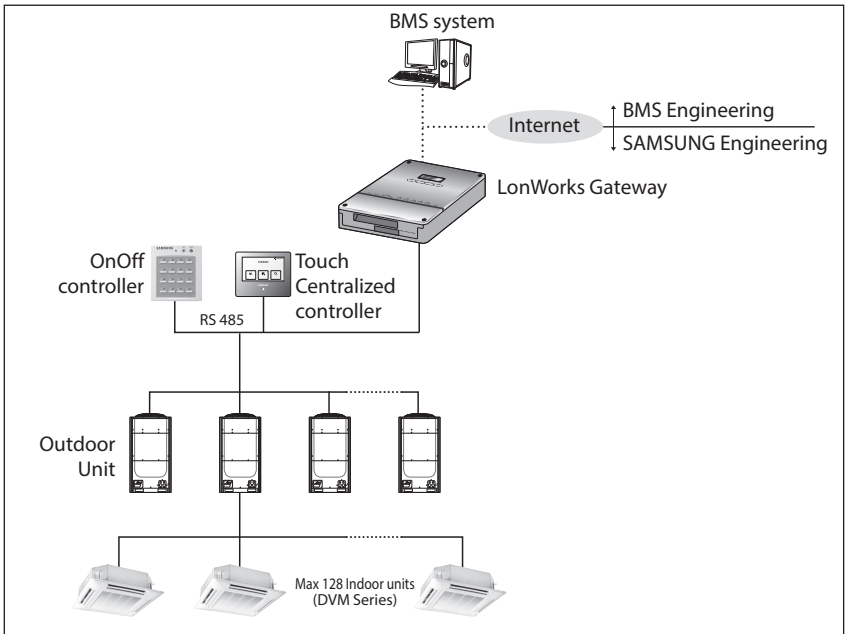 BMS system
Internet
BMS Engineering
SAMSUNG Engineering
LonWorks Gateway
OnOff
controller
Touch
Centralized
controller
RS 485
Outdoor
Unit
Max 128 Indoor units
(DVM Series)